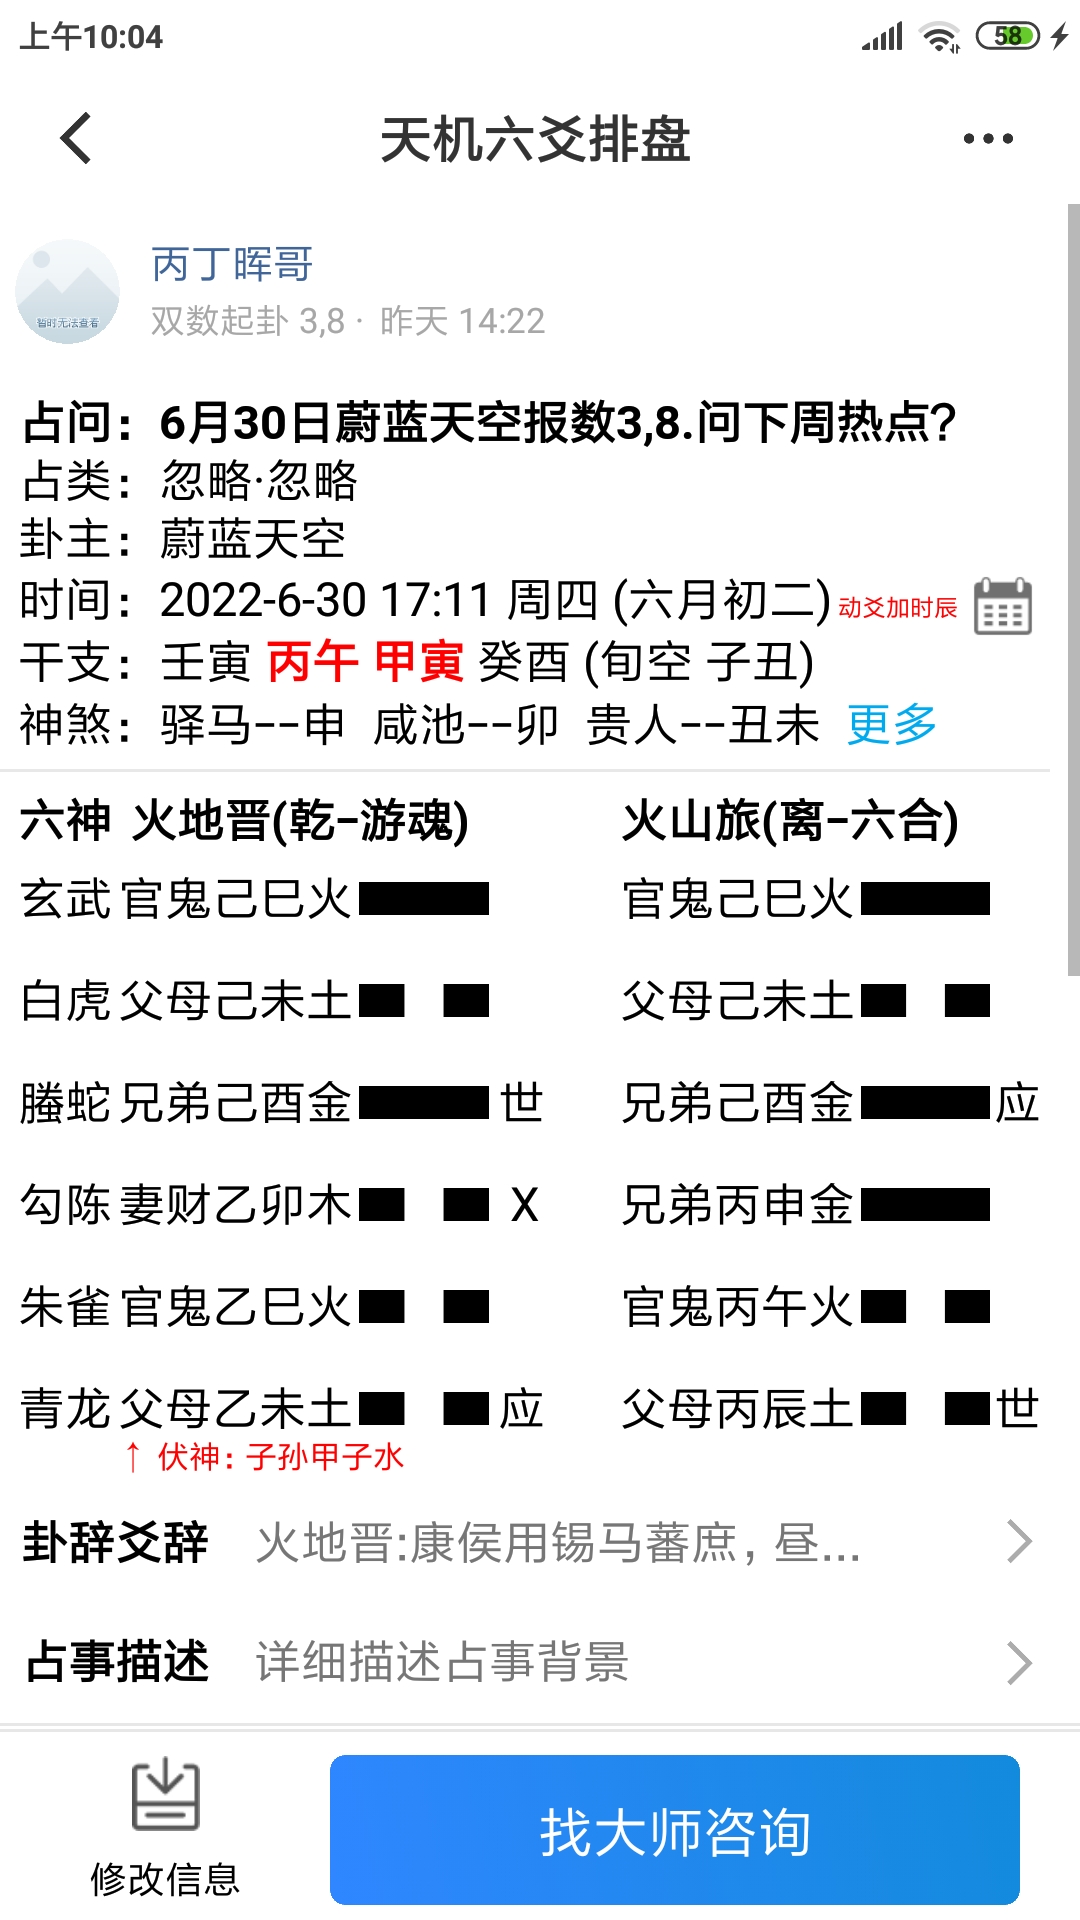 上午10:04
58
天机六爻排盘
暂时无法查看
丙丁晖哥
双数起卦 3,8 · 昨天 14:22
占问：6月30日蔚蓝天空报数3,8.问下周热点？
占类：忽略·忽略
卦主：蔚蓝天空
时间：2022-6-30 17:11 周四 (六月初二) 动爻加时辰
干支：壬寅 丙午 甲寅 癸酉 (旬空 子丑)
神煞：驿马--申 咸池--卯 贵人--丑未 更多
六神 火地晋(乾-游魂) 火山旅(离-六合)
玄武 官鬼己巳火 官鬼己巳火
白虎 父母己未土 父母己未土
螣蛇 兄弟己酉金 世 兄弟己酉金 应
勾陈 妻财乙卯木 X 兄弟丙申金
朱雀 官鬼乙巳火 官鬼丙午火
青龙 父母乙未土 应 父母丙辰土 世
↑ 伏神：子孙甲子水
卦辞爻辞 火地晋:康侯用锡马蕃庶，昼...
占事描述 详细描述占事背景
修改信息
找大师咨询